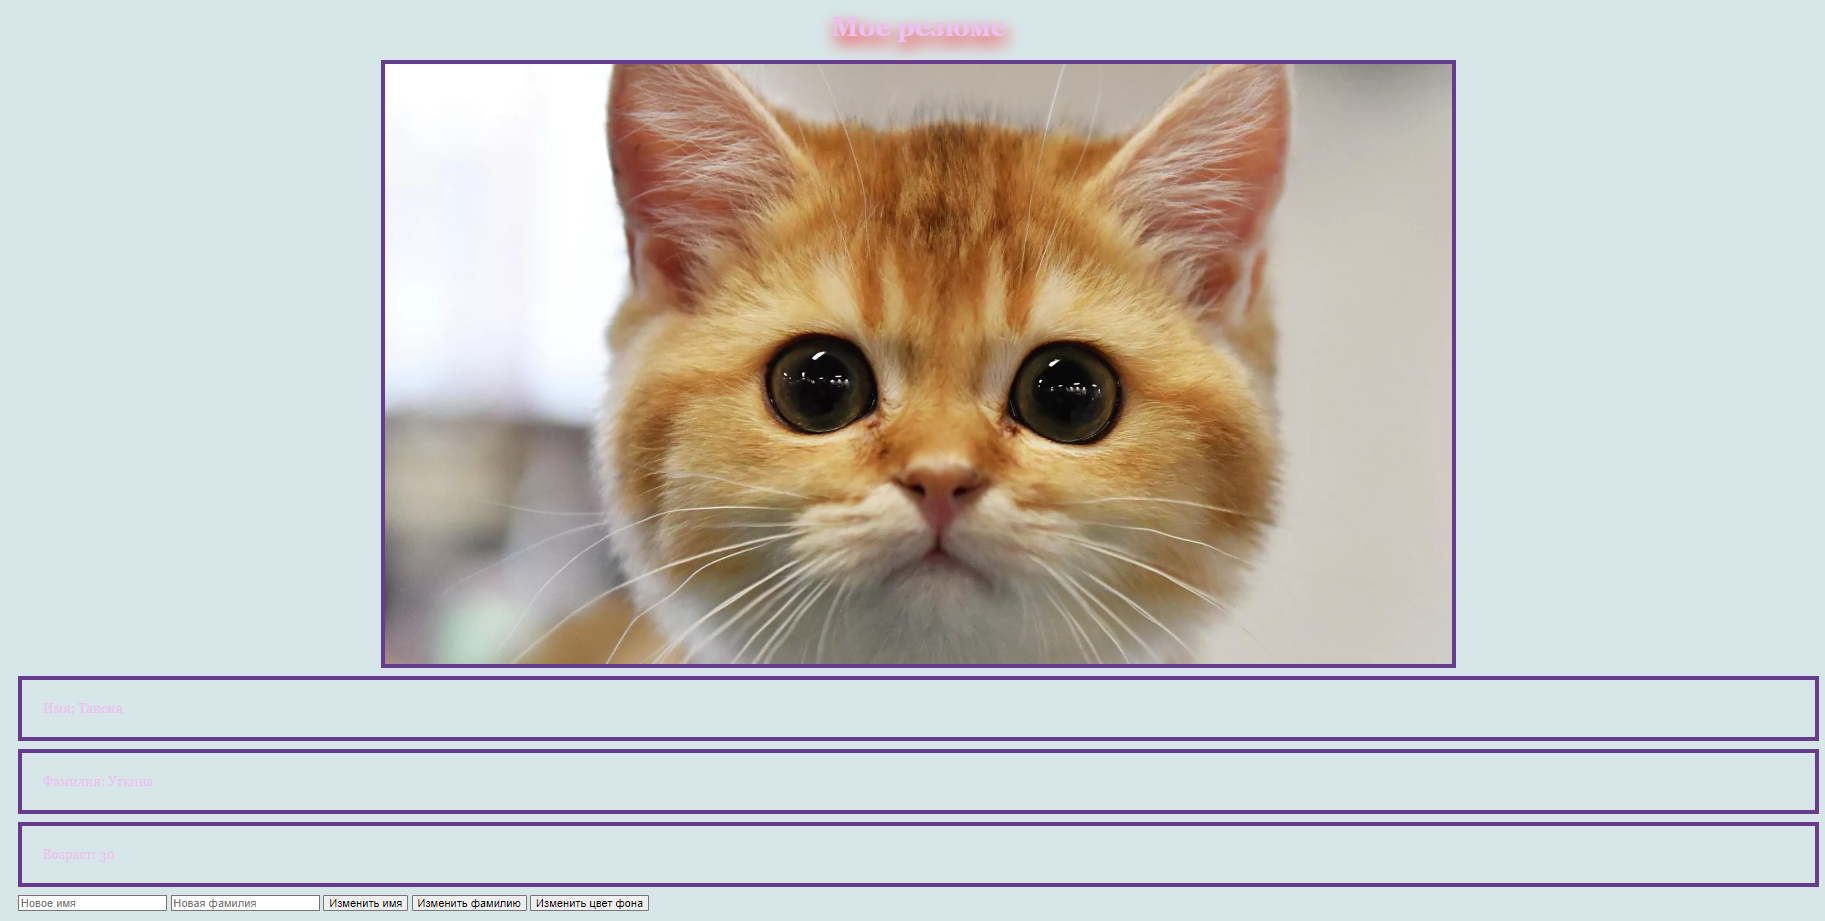 Мое резюме
Имя: Таисия
Фамилия: Уткина
Возраст: 30
Новое имя Новая фамилия Изменить имя Изменить фамилию Изменить цвет фона